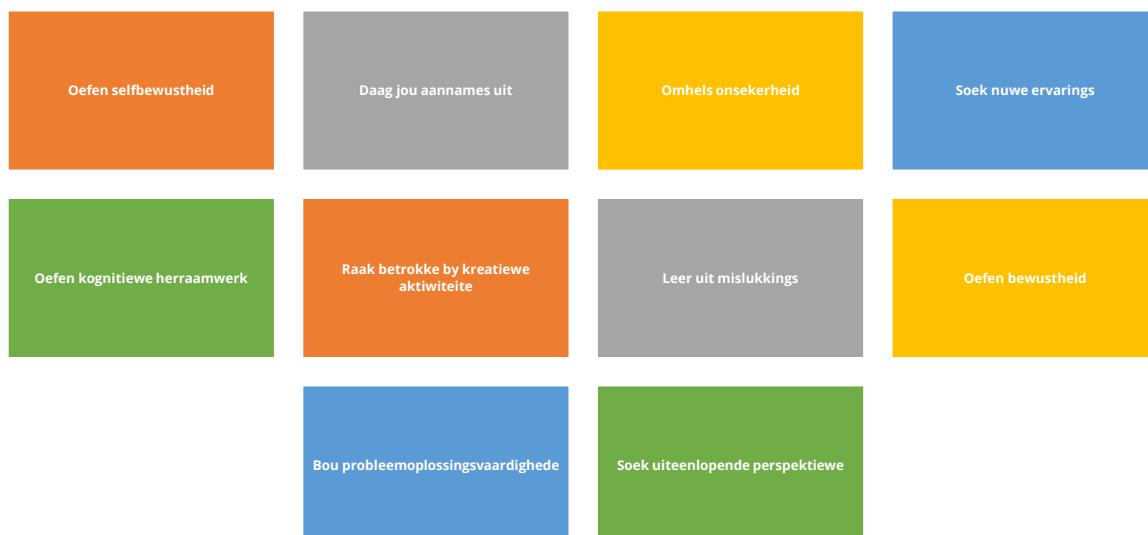 Oefen selfbewustheid
Daag jou aannames uit
Omhels onsekerheid
Soek nuwe ervarings
Oefen kognitiewe herraamwerk
Raak betrokke by kreatiewe
aktiwiteite
Leer uit mislukkings
Oefen bewustheid
Bou probleemoplossingsvaardighede
Soek uiteenlopende perspektiewe